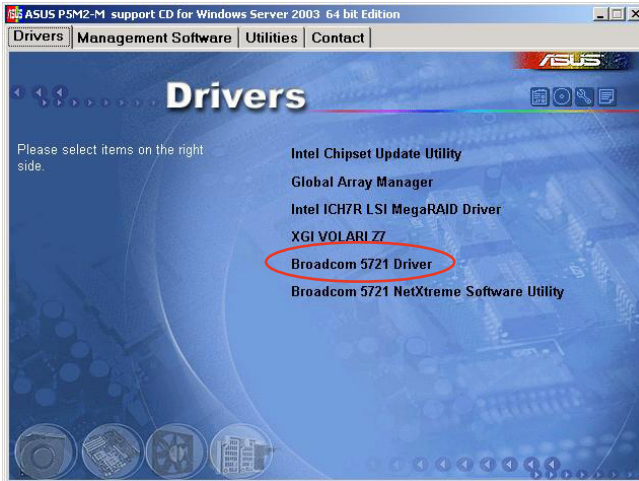 ASUS P5M2-M support CD for Windows Server 2003 64 bit Edition
Drivers Management Software Utilities Contact
ASUS
Drivers
Please select items on the right
side.
Intel Chipset Update Utility
Global Array Manager
Intel ICH7R LSI MegaRAID Driver
XGI VOLARI Z7
Broadcom 5721 Driver
Broadcom 5721 NetXtreme Software Utility